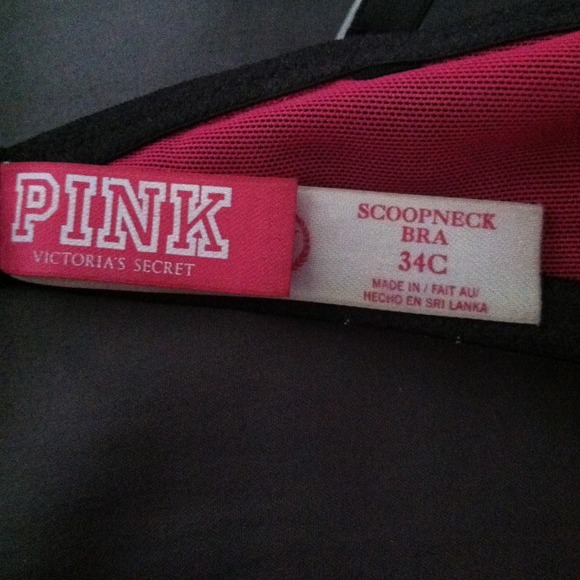 PINK
VICTORIA'S SECRET
SCOOPNECK
BRA
34C
MADE IN / FAIT AU/
HECHO EN SRI LANKA